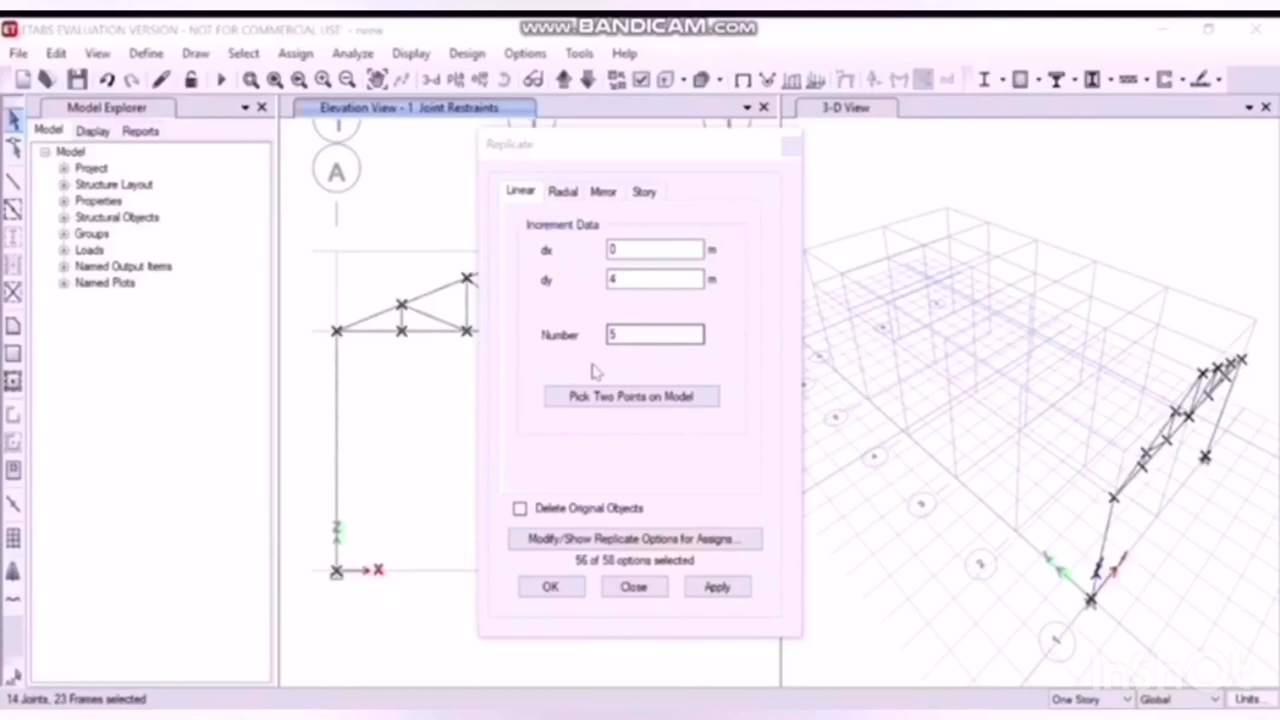 WWW.BANDICAM.COM
ETABS EVALUATION VERSION - NOT FOR COMMERCIAL USE -
File Edit View Define Draw Select Assign Analyze Display Design Options Tools Help
3-d
Model Explorer
Elevation View - 1 Joint Restraints
3-D View
Model Display Reports
Model
Project
Structure Layout
Properties
Structural Objects
Groups
Loads
Named Output Items
Named Plots
A
Z
X
Replicate
Linear Radial Mirror Story
Increment Data
dx 0 m
dy 4 m
Number 5
Pick Two Points on Model
Delete Original Objects
Modify/Show Replicate Options for Assigns...
56 of 58 options selected
OK Close Apply
14 Joints, 23 Frames selected
One Story Global Units...